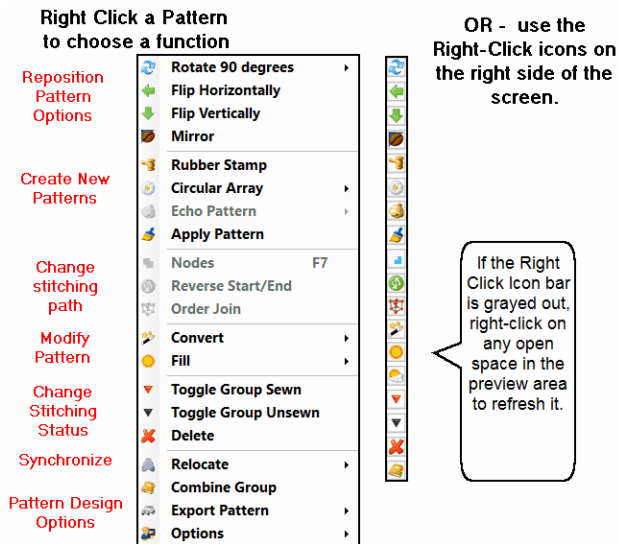 Right Click a Pattern
to choose a function
OR - use the
Right-Click icons on
the right side of the
screen.
Reposition
Pattern
Options
Rotate 90 degrees
Flip Horizontally
Flip Vertically
Mirror
Create New
Patterns
Rubber Stamp
Circular Array
Echo Pattern
Apply Pattern
Change
stitching
path
Nodes F7
Reverse Start/End
Order Join
Modify
Pattern
Convert
Fill
Change
Stitching
Status
Toggle Group Sewn
Toggle Group Unsewn
Delete
Synchronize
Relocate
Combine Group
Pattern Design
Options
Export Pattern
Options
If the Right
Click Icon bar
is grayed out,
right-click on
any open
space in the
preview area
to refresh it.